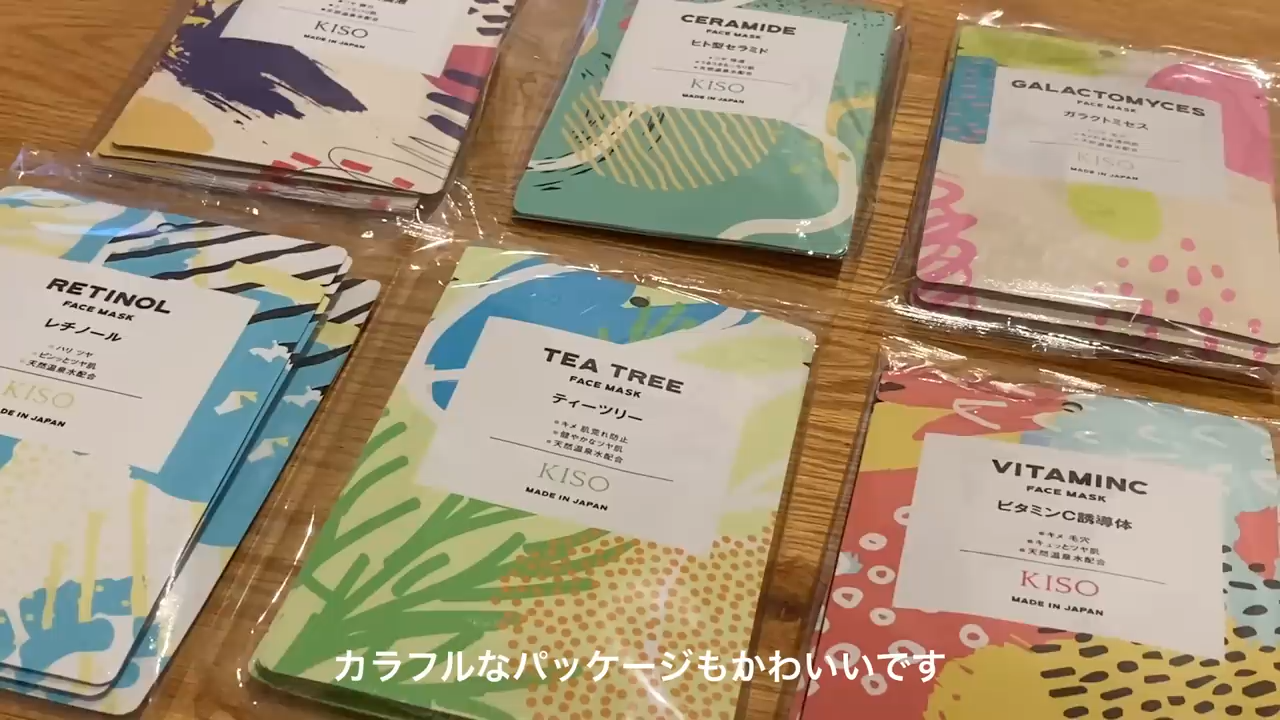 KISO
MADE IN JAPAN
CERAMIDE
FACE MASK
ヒト型セラミド
KISO
MADE IN JAPAN
GALACTOMYCES
FACE MASK
ガラクトミセス
KISO
MADE IN JAPAN
RETINOL
FACE MASK
レチノール
ハリ ツヤ
ピンッとツヤ肌
天然温泉水配合
KISO
MADE IN JAPAN
TEA TREE
FACE MASK
ティーツリー
キメ 肌荒れ防止
健やかなツヤ肌
天然温泉水配合
KISO
MADE IN JAPAN
VITAMINC
FACE MASK
ビタミンC誘導体
キメ 毛穴
キュッとツヤ肌
天然温泉水配合
KISO
MADE IN JAPAN
カラフルなパッケージもかわいいです